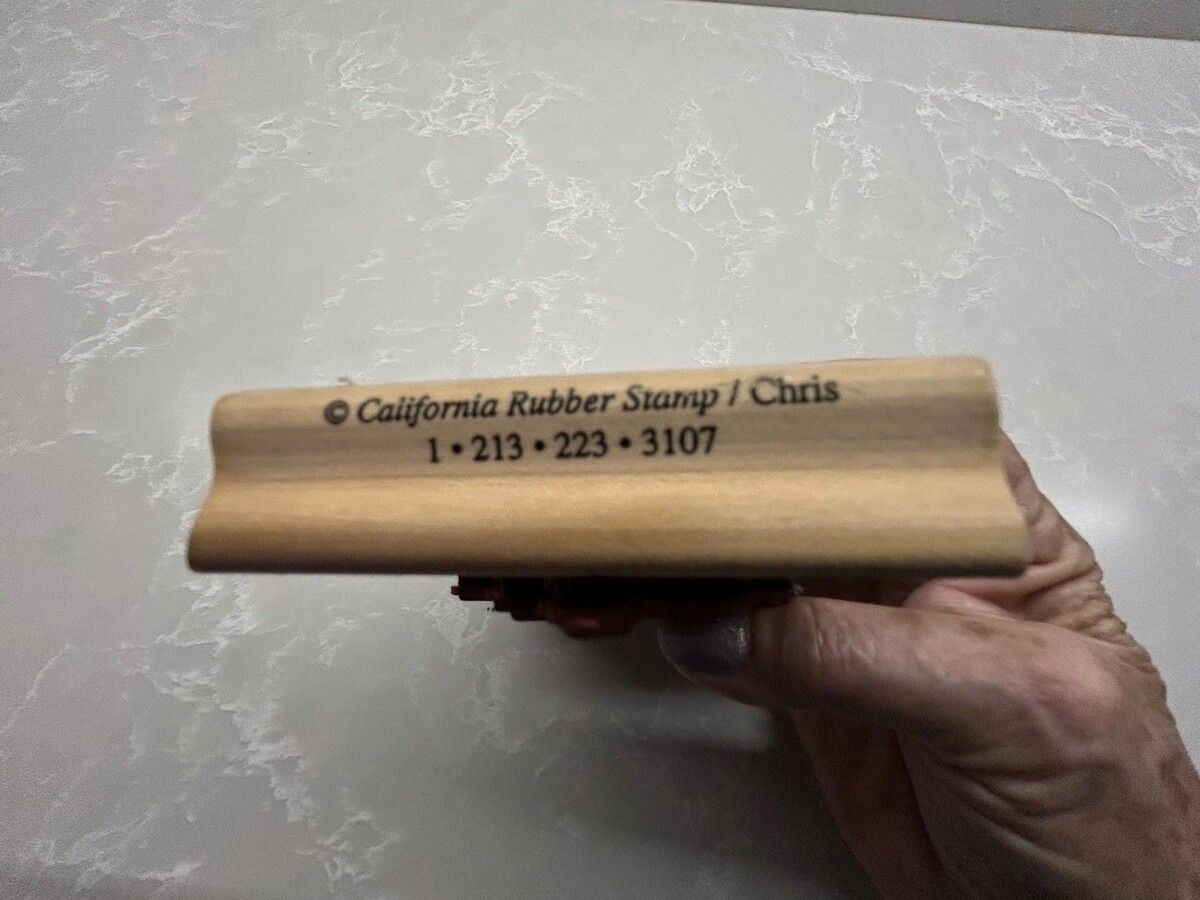 © California Rubber Stamp / Chris
1 • 213 • 223 • 3107